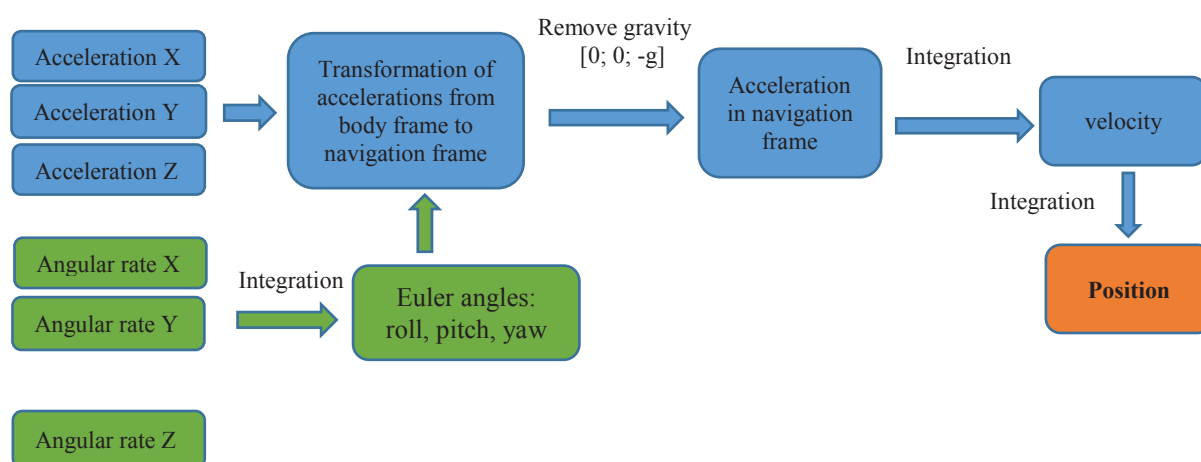 Acceleration X
Acceleration Y
Acceleration Z
Transformation of
accelerations from
body frame to
navigation frame
Remove gravity
[0; 0; -g]
Acceleration
in navigation
frame
Integration
velocity
Integration
Position
Angular rate X
Angular rate Y
Angular rate Z
Integration
Euler angles:
roll, pitch, yaw